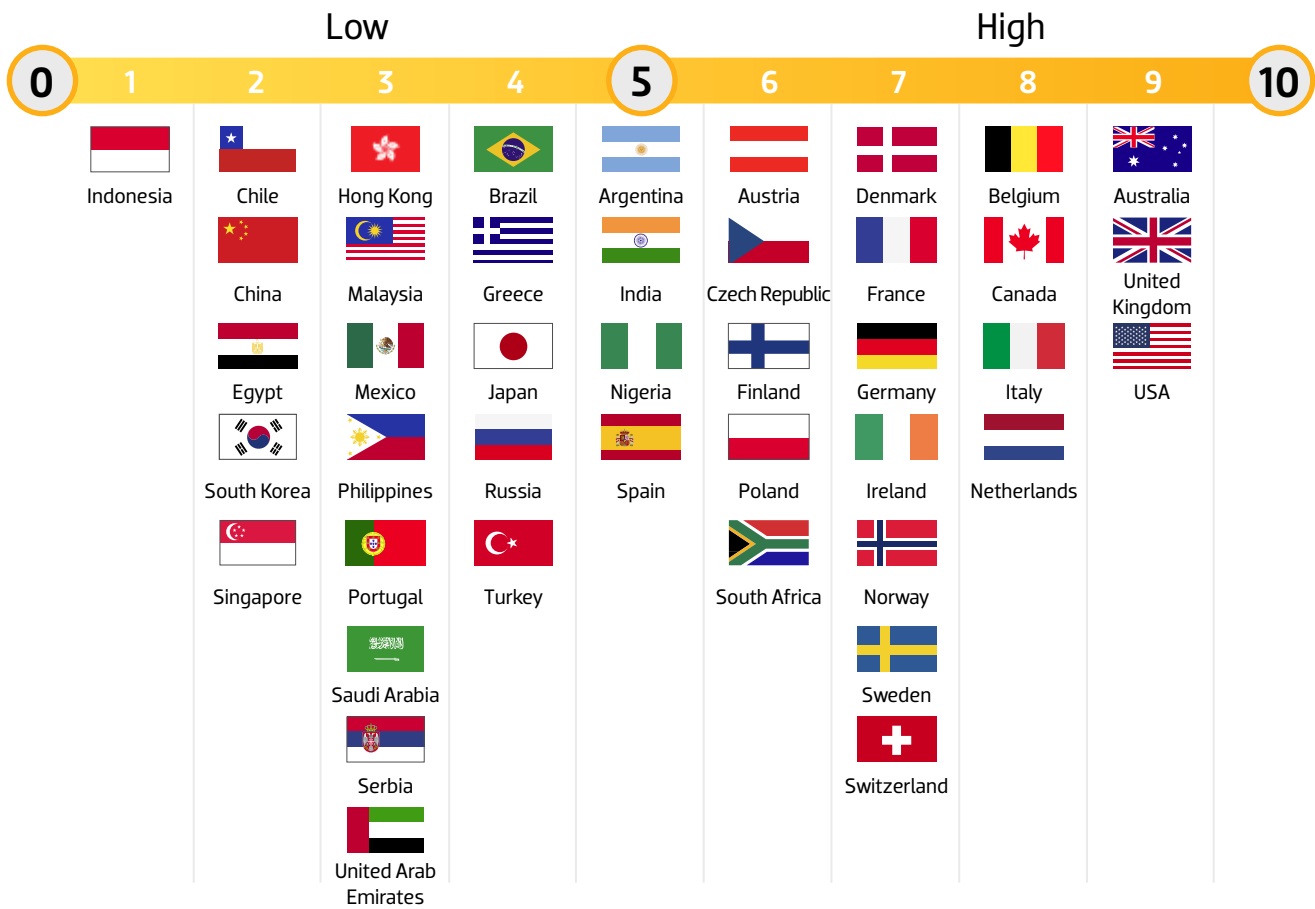 Low High
0 1 2 3 4 5 6 7 8 9 10
Indonesia Chile Hong Kong Brazil Argentina Austria Denmark Belgium Australia
China Malaysia Greece India Czech Republic France Canada United
Kingdom
Egypt Mexico Japan Nigeria Finland Germany Italy USA
South Korea Philippines Russia Spain Poland Ireland Netherlands
Singapore Portugal Turkey South Africa Norway
Saudi Arabia Sweden
Serbia Switzerland
United Arab
Emirates